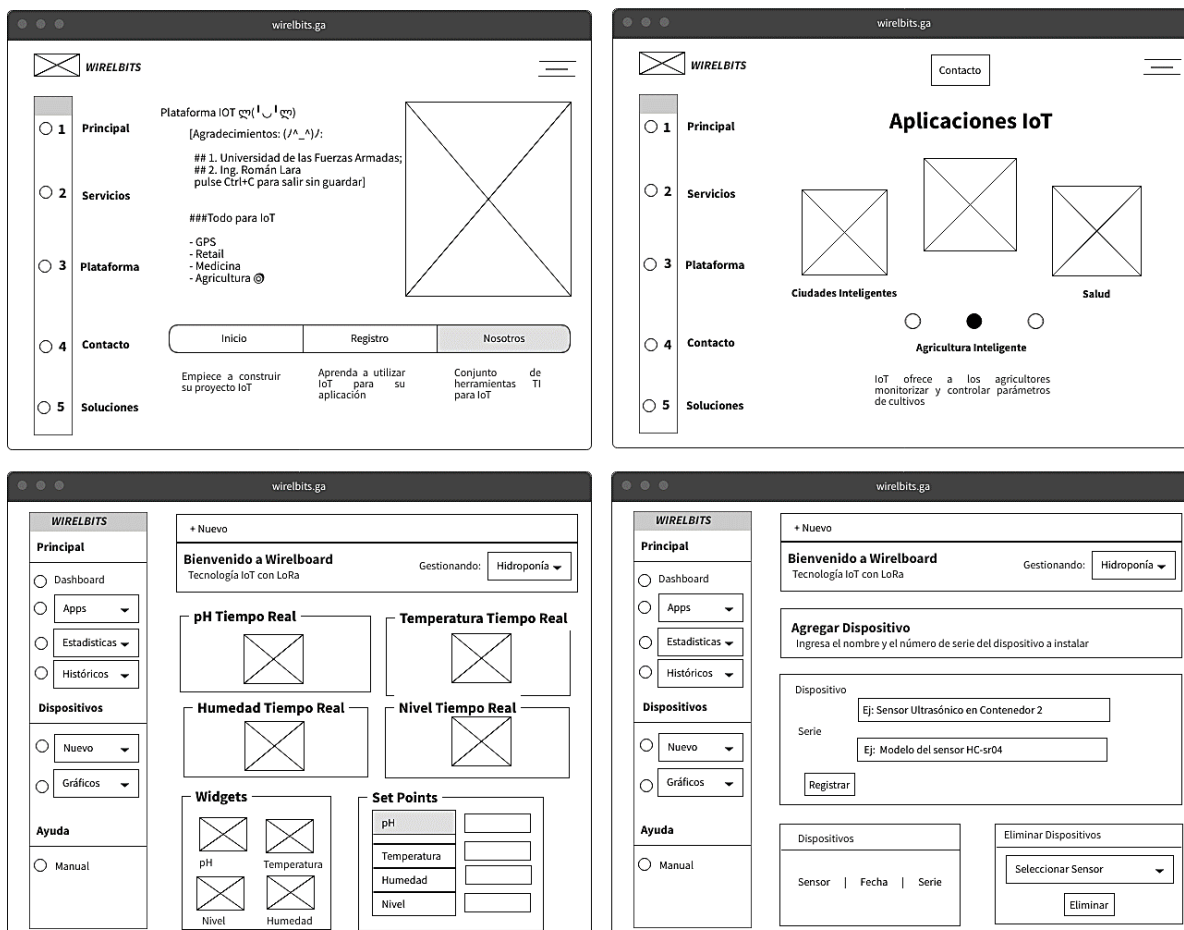 wirelbits.ga
WIRELBITS
1 Principal
2 Servicios
3 Plataforma
4 Contacto
5 Soluciones
Plataforma IOT ლ(╹◡╹ლ)
[Agradecimientos: (ﾉ^_^)ﾉ:
## 1. Universidad de las Fuerzas Armadas;
## 2. Ing. Román Lara
pulse Ctrl+C para salir sin guardar]
###Todo para IoT
- GPS
- Retail
- Medicina
- Agricultura
Inicio Registro Nosotros
Empiece a construir
su proyecto IoT
Aprenda a utilizar
IoT para su
aplicación
Conjunto de
herramientas TI
para IoT
wirelbits.ga
WIRELBITS
Contacto
1 Principal
2 Servicios
3 Plataforma
4 Contacto
5 Soluciones
Aplicaciones IoT
Ciudades Inteligentes
Salud
Agricultura Inteligente
IoT ofrece a los agricultores
monitorizar y controlar parámetros
de cultivos
wirelbits.ga
WIRELBITS
Principal
Dashboard
Apps
Estadisticas
Históricos
Dispositivos
Nuevo
Gráficos
Ayuda
Manual
+ Nuevo
Bienvenido a Wirelboard
Tecnología IoT con LoRa
Gestionando: Hidroponía
pH Tiempo Real
Temperatura Tiempo Real
Humedad Tiempo Real
Nivel Tiempo Real
Widgets
pH Temperatura
Nivel Humedad
Set Points
pH
Temperatura
Humedad
Nivel
wirelbits.ga
WIRELBITS
Principal
Dashboard
Apps
Estadisticas
Históricos
Dispositivos
Nuevo
Gráficos
Ayuda
Manual
+ Nuevo
Bienvenido a Wirelboard
Tecnología IoT con LoRa
Gestionando: Hidroponía
Agregar Dispositivo
Ingresa el nombre y el número de serie del dispositivo a instalar
Dispositivo
Ej: Sensor Ultrasónico en Contenedor 2
Serie
Ej: Modelo del sensor HC-sr04
Registrar
Dispositivos
Sensor | Fecha | Serie
Eliminar Dispositivos
Seleccionar Sensor
Eliminar